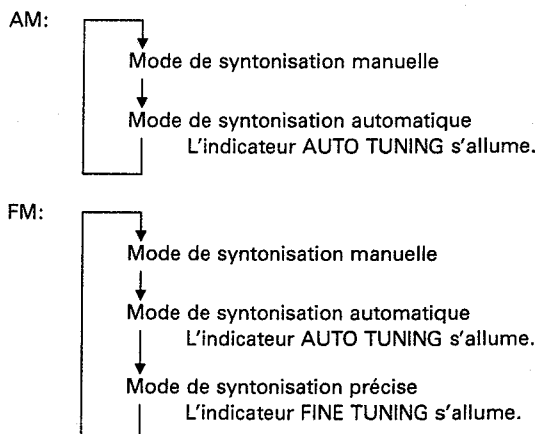 AM:
Mode de syntonisation manuelle
Mode de syntonisation automatique
L'indicateur AUTO TUNING s'allume.
FM:
Mode de syntonisation manuelle
Mode de syntonisation automatique
L'indicateur AUTO TUNING s'allume.
Mode de syntonisation précise
L'indicateur FINE TUNING s'allume.